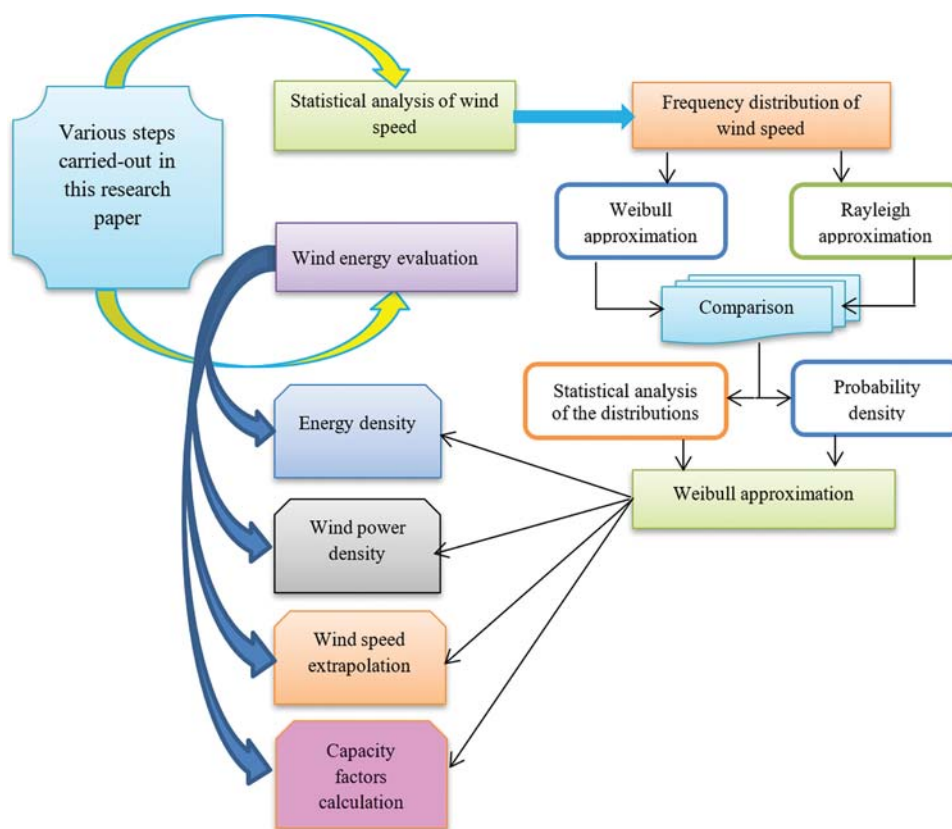 Various steps
carried-out in
this research
paper
Statistical analysis of wind
speed
Frequency distribution of
wind speed
Weibull
approximation
Rayleigh
approximation
Wind energy evaluation
Comparison
Statistical analysis
of the distributions
Probability
density
Energy density
Weibull approximation
Wind power
density
Wind speed
extrapolation
Capacity
factors
calculation